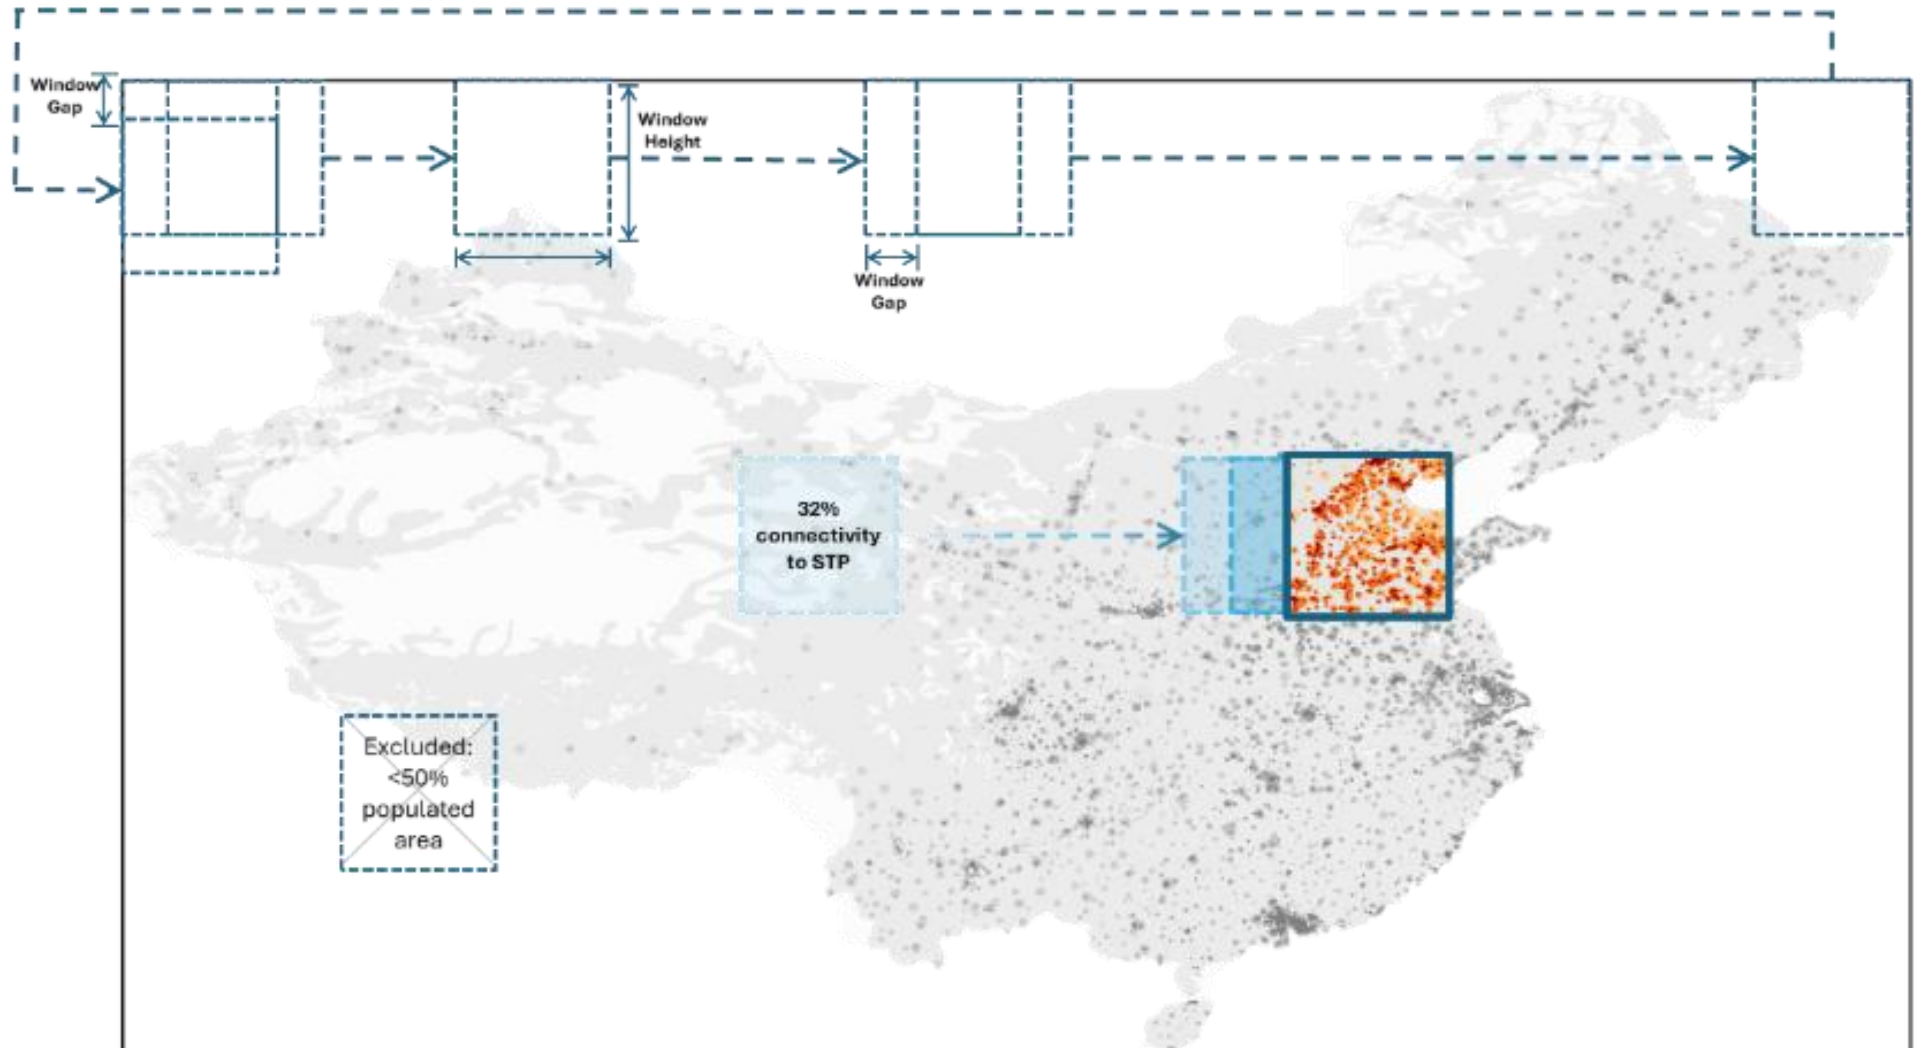 Window
Gap
Window
Height
Window
Gap
32%
connectivity
to STP
Excluded:
<50%
populated
area